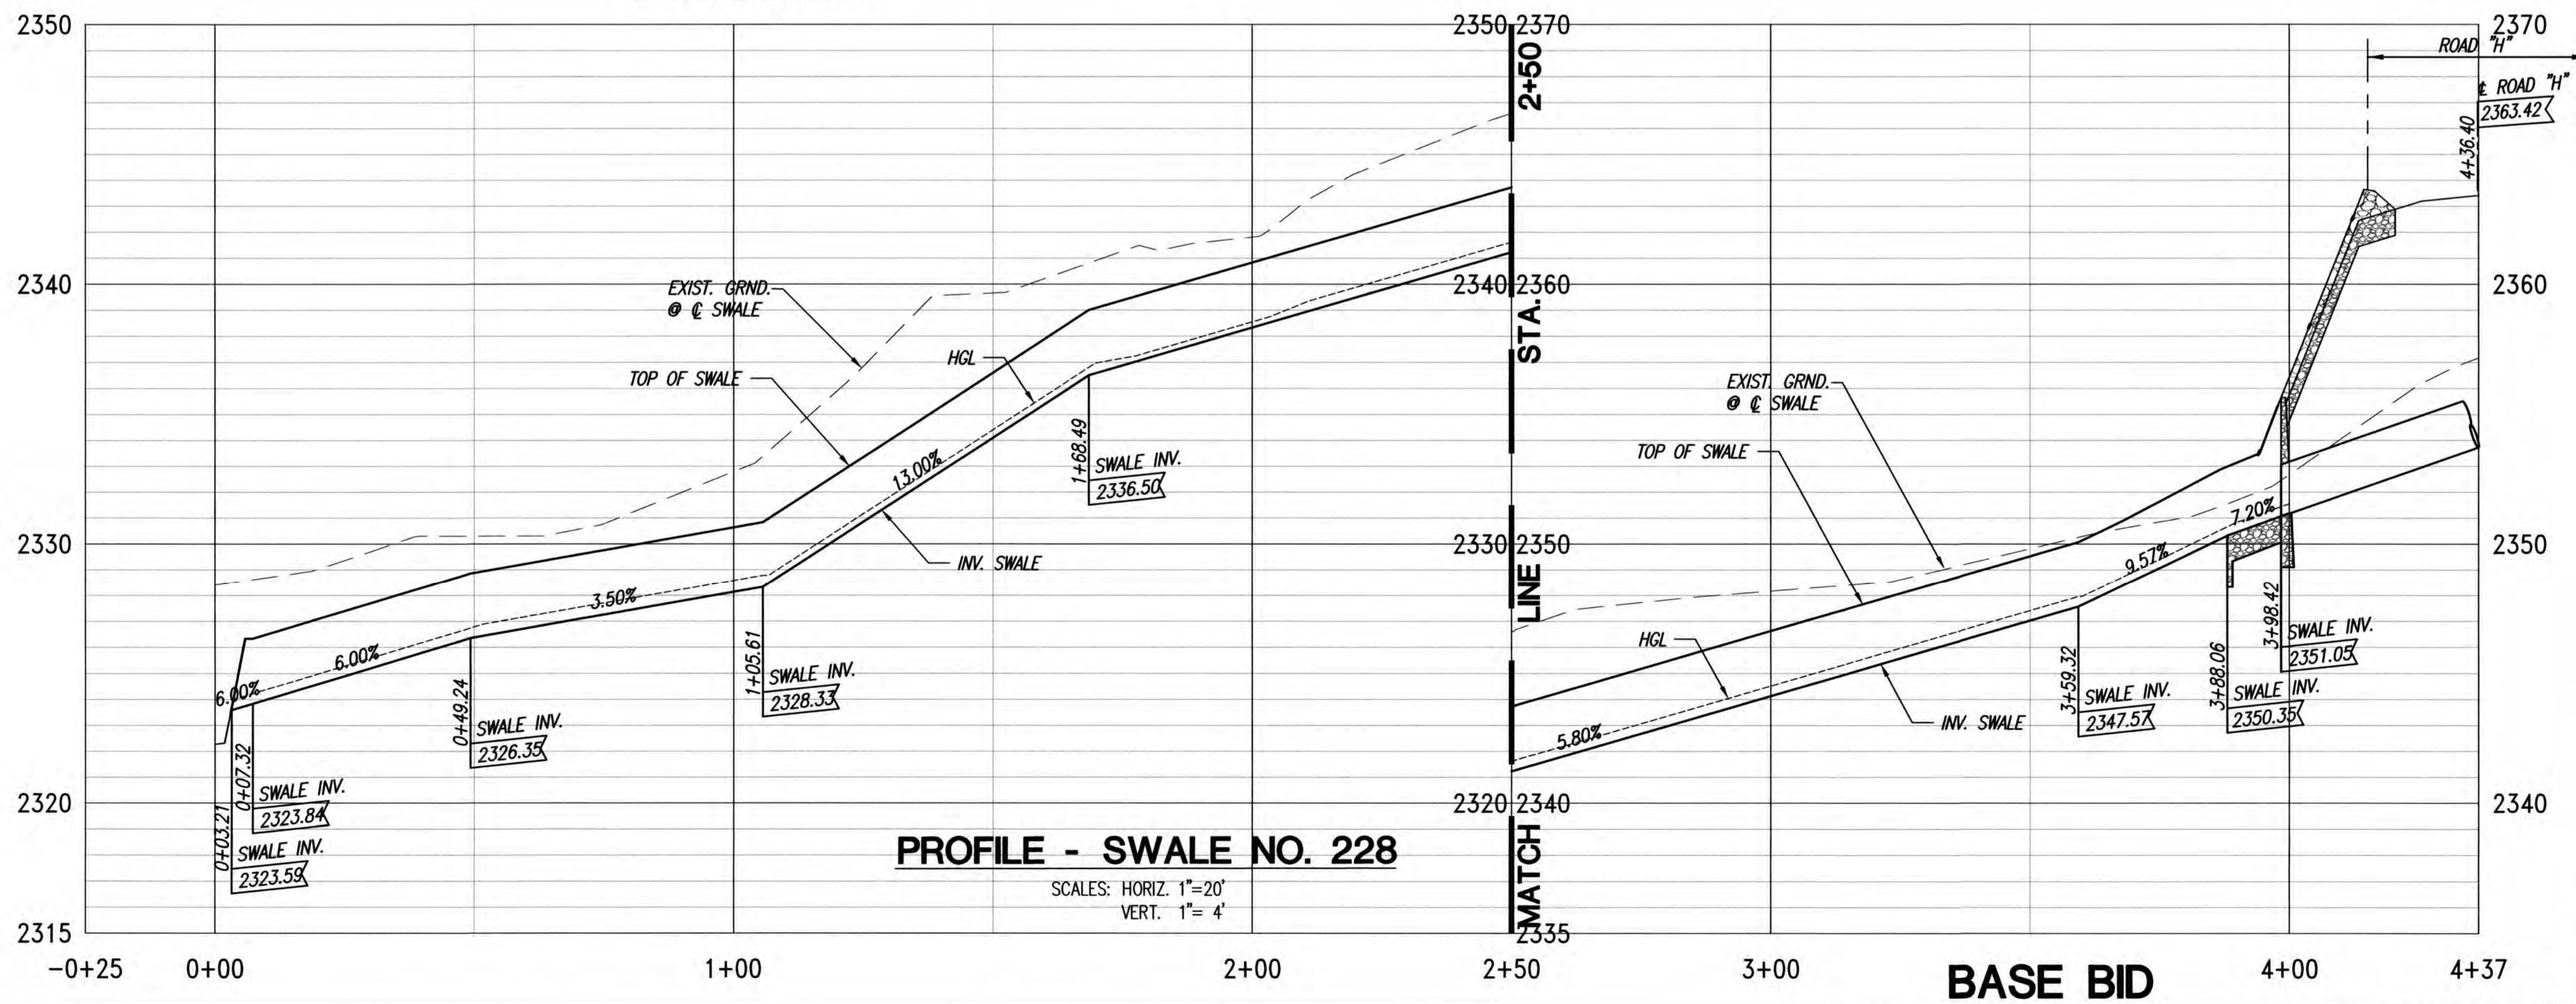 2350
2340
2330
2320
2315
-0+25
0+00
1+00
2+00
2+50
3+00
4+00
4+37
EXIST. GRND.
@ ℄ SWALE
TOP OF SWALE
HGL
INV. SWALE
6.00%
6.00%
3.50%
13.00%
0+03.21
SWALE INV.
2323.59
0+07.32
SWALE INV.
2323.84
0+49.24
SWALE INV.
2326.35
1+05.61
SWALE INV.
2328.33
1+68.49
SWALE INV.
2336.50
PROFILE - SWALE NO. 228
SCALES: HORIZ. 1"=20'
VERT. 1"= 4'
2350 2370
2340 2360
2330 2350
2320 2340
2335
MATCH LINE STA. 2+50
EXIST. GRND.
@ ℄ SWALE
TOP OF SWALE
HGL
INV. SWALE
5.80%
9.57%
7.20%
3+59.32
SWALE INV.
2347.57
3+88.06
SWALE INV.
2350.35
3+98.42
SWALE INV.
2351.05
ROAD "H"
℄ ROAD "H"
2363.42
4+36.40
2370
2360
2350
2340
BASE BID